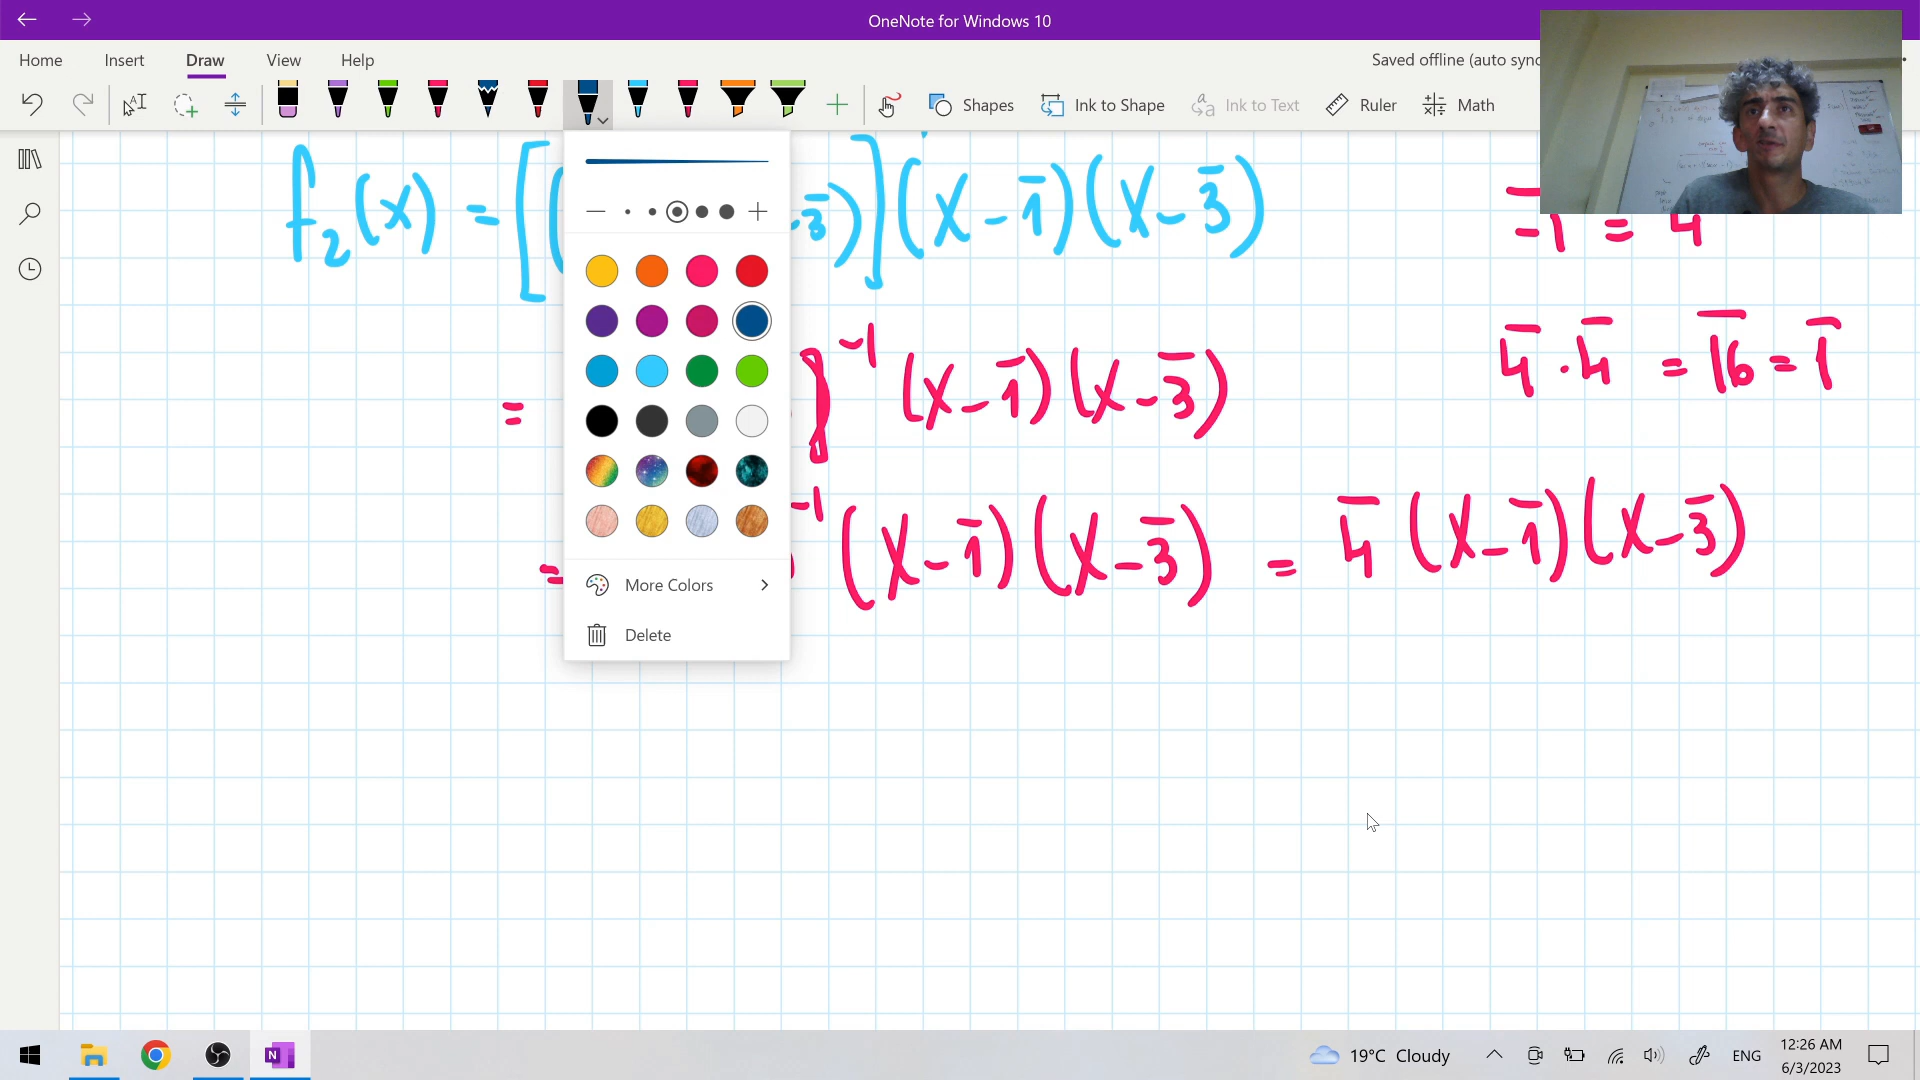 OneNote for Windows 10
Home Insert Draw View Help
Saved offline (auto sync
Shapes Ink to Shape Ink to Text Ruler Math
f₂(x) = [( -3̄)](x-1̄)(x-3̄)
-1 = 4
4̄ · 4̄ = 1̄6̄ = 1̄
= ]⁻¹ (x-1̄)(x-3̄)
= )⁻¹ (x-1̄)(x-3̄) = 4̄ (x-1̄)(x-3̄)
More Colors
Delete
19°C Cloudy
ENG
12:26 AM
6/3/2023